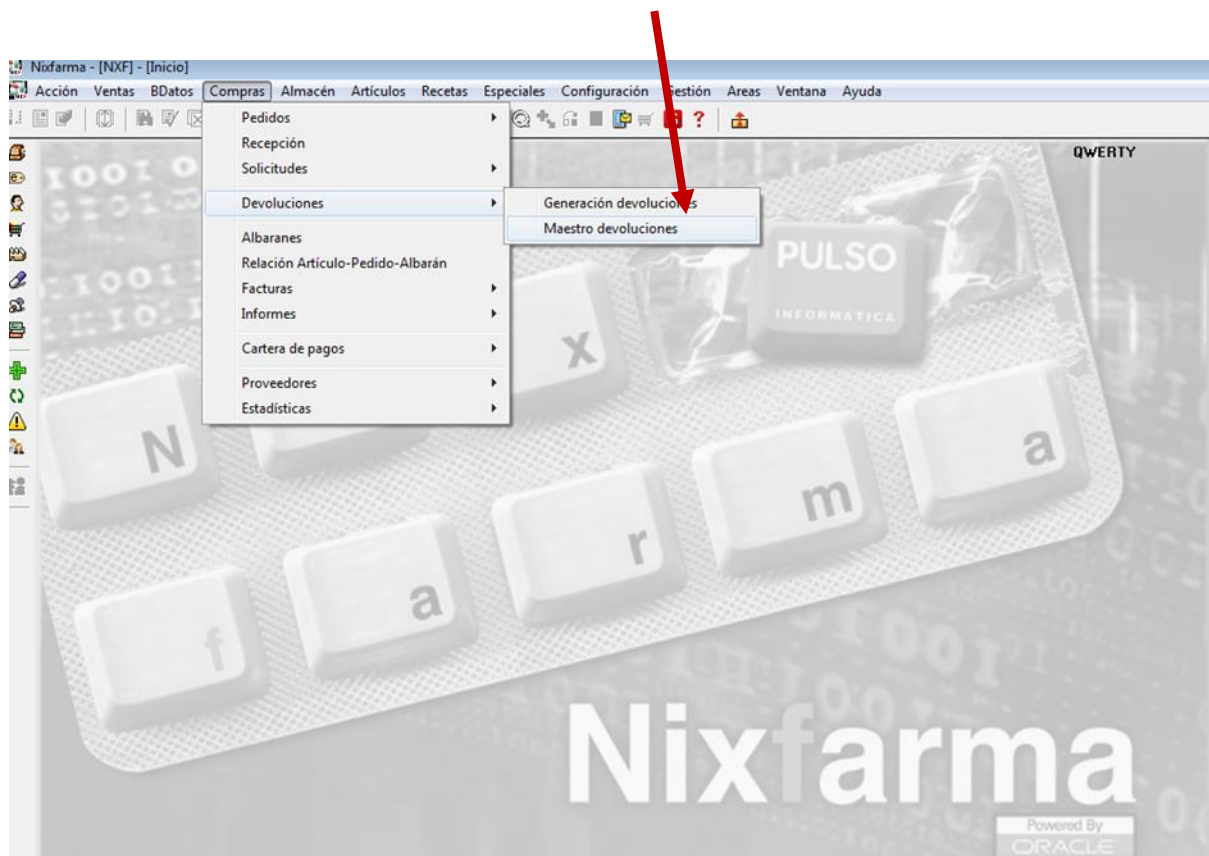 Nixfarma - [NXF] - [Inicio]
Acción Ventas BDatos Compras Almacén Artículos Recetas Especiales Configuración Gestión Areas Ventana Ayuda
QWERTY
Pedidos
Recepción
Solicitudes
Devoluciones
Generación devoluciones
Maestro devoluciones
Albaranes
Relación Artículo-Pedido-Albarán
Facturas
Informes
Cartera de pagos
Proveedores
Estadísticas
PULSO
INFORMATICA
N x
f a r m a
Nixfarma
Powered By
ORACLE